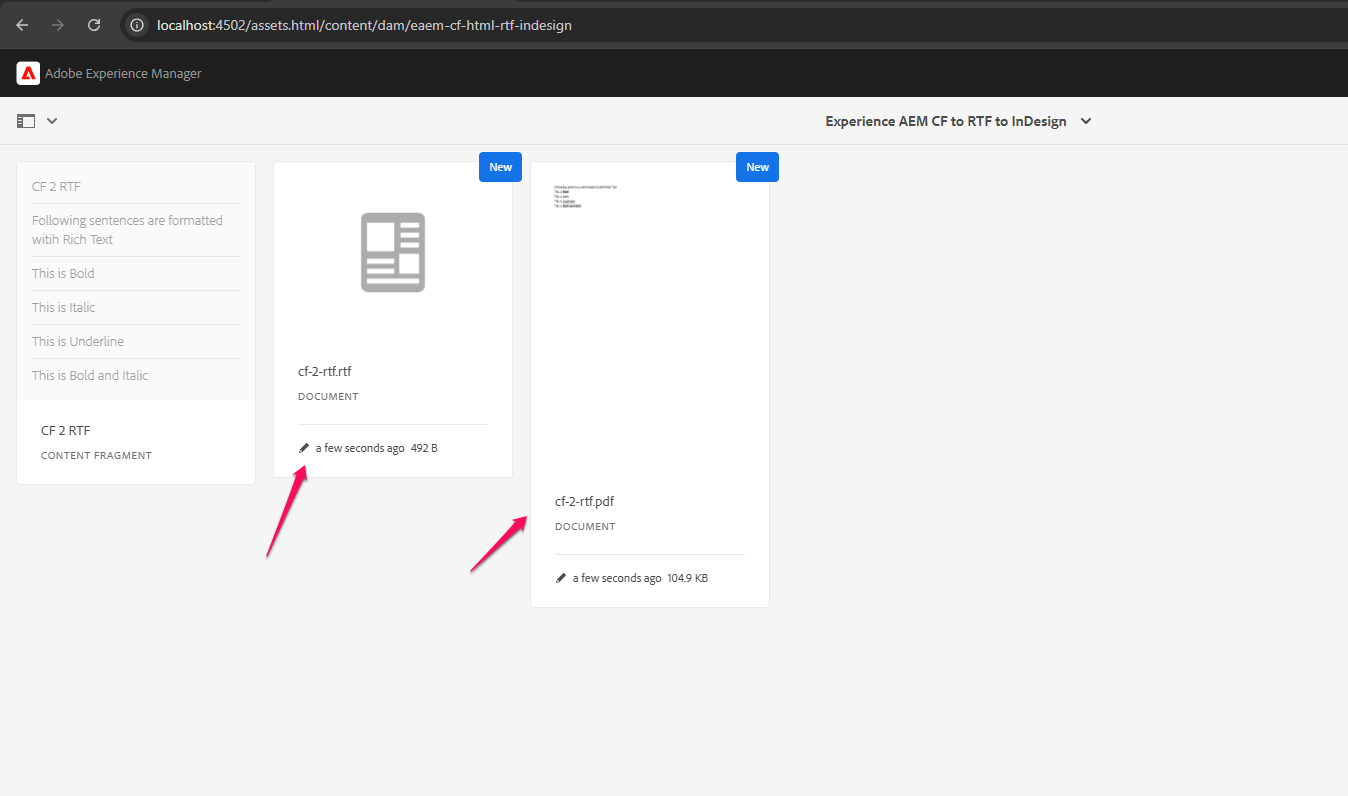 localhost:4502/assets.html/content/dam/eaem-cf-html-rtf-indesign
Adobe Experience Manager
Experience AEM CF to RTF to InDesign
CF 2 RTF
Following sentences are formatted
witih Rich Text
This is Bold
This is Italic
This is Underline
This is Bold and Italic
CF 2 RTF
CONTENT FRAGMENT
New
cf-2-rtf.rtf
DOCUMENT
a few seconds ago 492 B
New
cf-2-rtf.pdf
DOCUMENT
a few seconds ago 104.9 KB